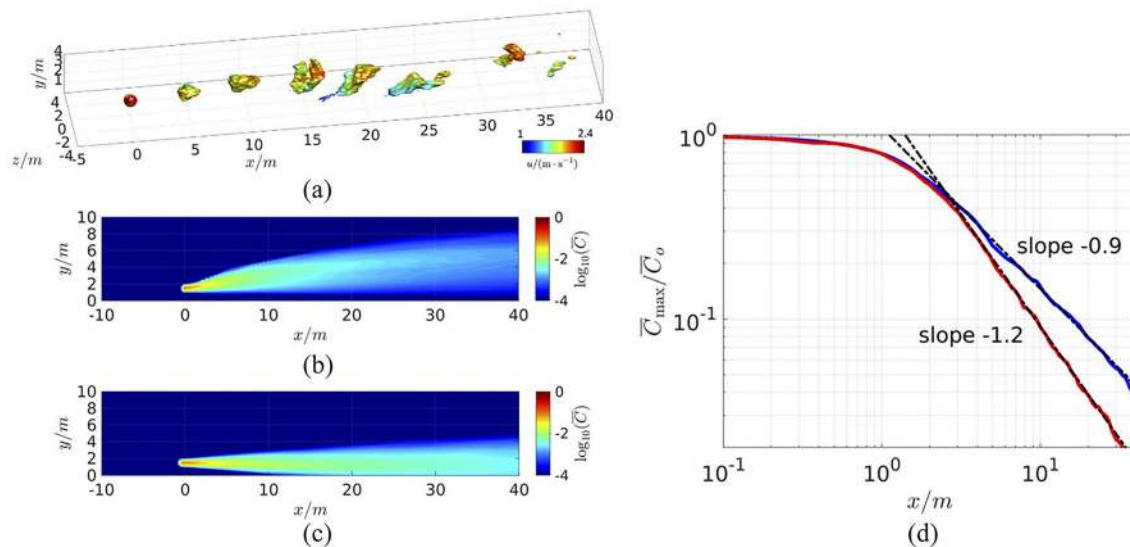 4
3
2
1
y/m
4
2
0
-2
-4
z/m
-5 0 5 10 15 20 25 30 35 40
x/m
1 2.4
u/(m·s⁻¹)
(a)
10
8
6
4
2
0
y/m
-10 0 10 20 30 40
x/m
0
-2
-4
log₁₀(C̅)
(b)
10
8
6
4
2
0
y/m
-10 0 10 20 30 40
x/m
0
-2
-4
log₁₀(C̅)
(c)
10⁰
10⁻¹
C̅max/C̅o
slope -0.9
slope -1.2
10⁻¹ 10⁰ 10¹
x/m
(d)